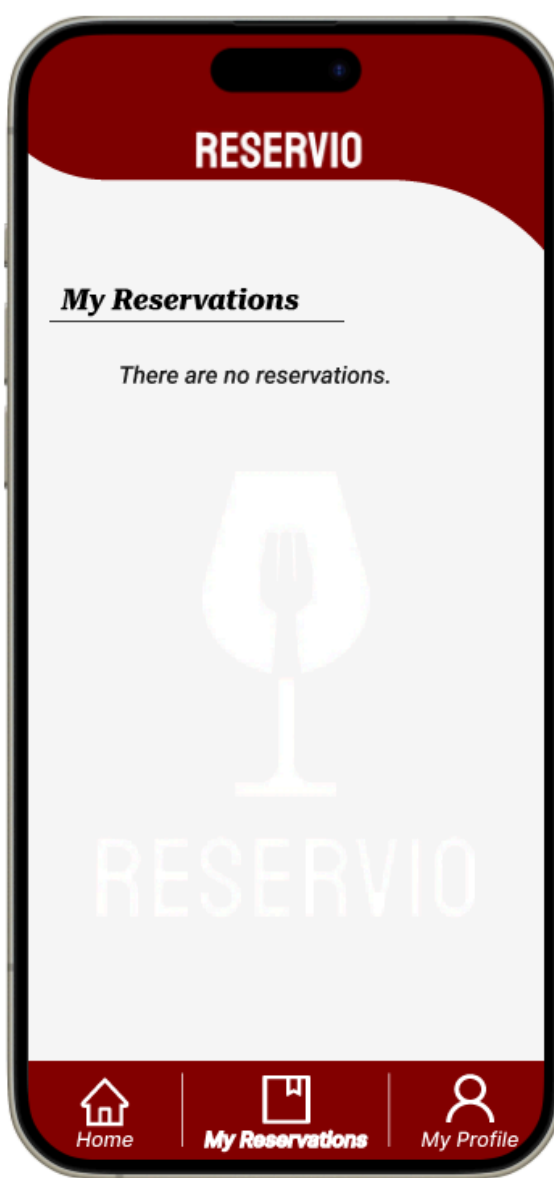 RESERVIO
My Reservations
There are no reservations.
RESERVIO
Home
My Reservations
My Profile